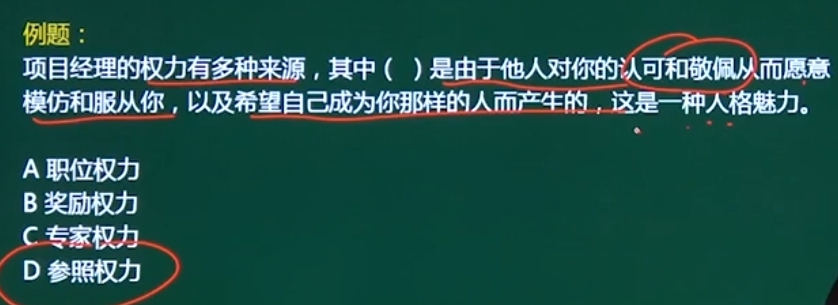 例题：
项目经理的权力有多种来源，其中（ ）是由于他人对你的认可和敬佩从而愿意
模仿和服从你，以及希望自己成为你那样的人而产生的，这是一种人格魅力。
A 职位权力
B 奖励权力
C 专家权力
D 参照权力